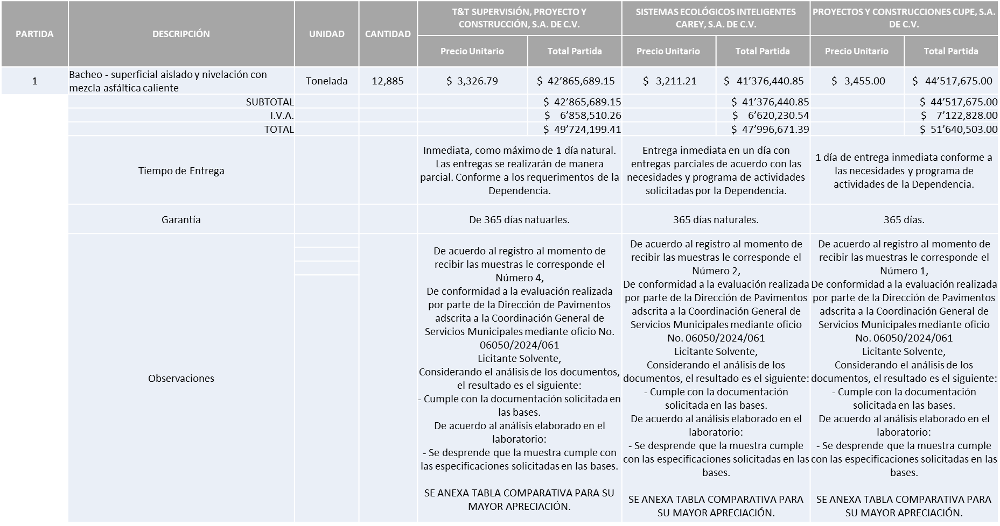 PARTIDA
DESCRIPCIÓN
UNIDAD
CANTIDAD
T&T SUPERVISIÓN, PROYECTO Y
CONSTRUCCIÓN, S.A. DE C.V.
SISTEMAS ECOLÓGICOS INTELIGENTES
CAREY, S.A. DE C.V.
PROYECTOS Y CONSTRUCCIONES CUPE, S.A.
DE C.V.
Precio Unitario
Total Partida
Precio Unitario
Total Partida
Precio Unitario
Total Partida
1
Bacheo - superficial aislado y nivelación con
mezcla asfáltica caliente
Tonelada
12,885
$ 3,326.79
$ 42’865,689.15
$ 3,211.21
$ 41’376,440.85
$ 3,455.00
$ 44’517,675.00
SUBTOTAL
$ 42’865,689.15
$ 41’376,440.85
$ 44’517,675.00
I.V.A.
$ 6’858,510.26
$ 6’620,230.54
$ 7’122,828.00
TOTAL
$ 49’724,199.41
$ 47’996,671.39
$ 51’640,503.00
Tiempo de Entrega
Inmediata, como máximo de 1 día natural.
Las entregas se realizarán de manera
parcial. Conforme a los requerimentos de la
Dependencia.
Entrega inmediata en un día con
entregas parciales de acuerdo con las
necesidades y programa de actividades
solicitadas por la Dependencia.
1 día de entrega inmediata conforme a
las necesidades y programa de
actividades de la Dependencia.
Garantía
De 365 días natuarles.
365 días naturales.
365 días.
Observaciones
De acuerdo al registro al momento de
recibir las muestras le corresponde el
Número 4,
De conformidad a la evaluación realizada
por parte de la Dirección de Pavimentos
adscrita a la Coordinación General de
Servicios Municipales mediante oficio No.
06050/2024/061
Licitante Solvente,
Considerando el análisis de los documentos,
el resultado es el siguiente:
- Cumple con la documentación solicitada en
las bases.
De acuerdo al análisis elaborado en el
laboratorio:
- Se desprende que la muestra cumple con
las especificaciones solicitadas en las bases.
SE ANEXA TABLA COMPARATIVA PARA SU
MAYOR APRECIACIÓN.
De acuerdo al registro al momento de
recibir las muestras le corresponde el
Número 2,
De conformidad a la evaluación realizada
por parte de la Dirección de Pavimentos
adscrita a la Coordinación General de
Servicios Municipales mediante oficio
No. 06050/2024/061
Licitante Solvente,
Considerando el análisis de los
documentos, el resultado es el siguiente:
- Cumple con la documentación
solicitada en las bases.
De acuerdo al análisis elaborado en el
laboratorio:
- Se desprende que la muestra cumple
con las especificaciones solicitadas en las
bases.
SE ANEXA TABLA COMPARATIVA PARA
SU MAYOR APRECIACIÓN.
De acuerdo al registro al momento de
recibir las muestras le corresponde el
Número 1,
De conformidad a la evaluación realizada
por parte de la Dirección de Pavimentos
adscrita a la Coordinación General de
Servicios Municipales mediante oficio
No. 06050/2024/061
Licitante Solvente,
Considerando el análisis de los
documentos, el resultado es el siguiente:
- Cumple con la documentación
solicitada en las bases.
De acuerdo al análisis elaborado en el
laboratorio:
- Se desprende que la muestra cumple
con las especificaciones solicitadas en las
bases.
SE ANEXA TABLA COMPARATIVA PARA
SU MAYOR APRECIACIÓN.